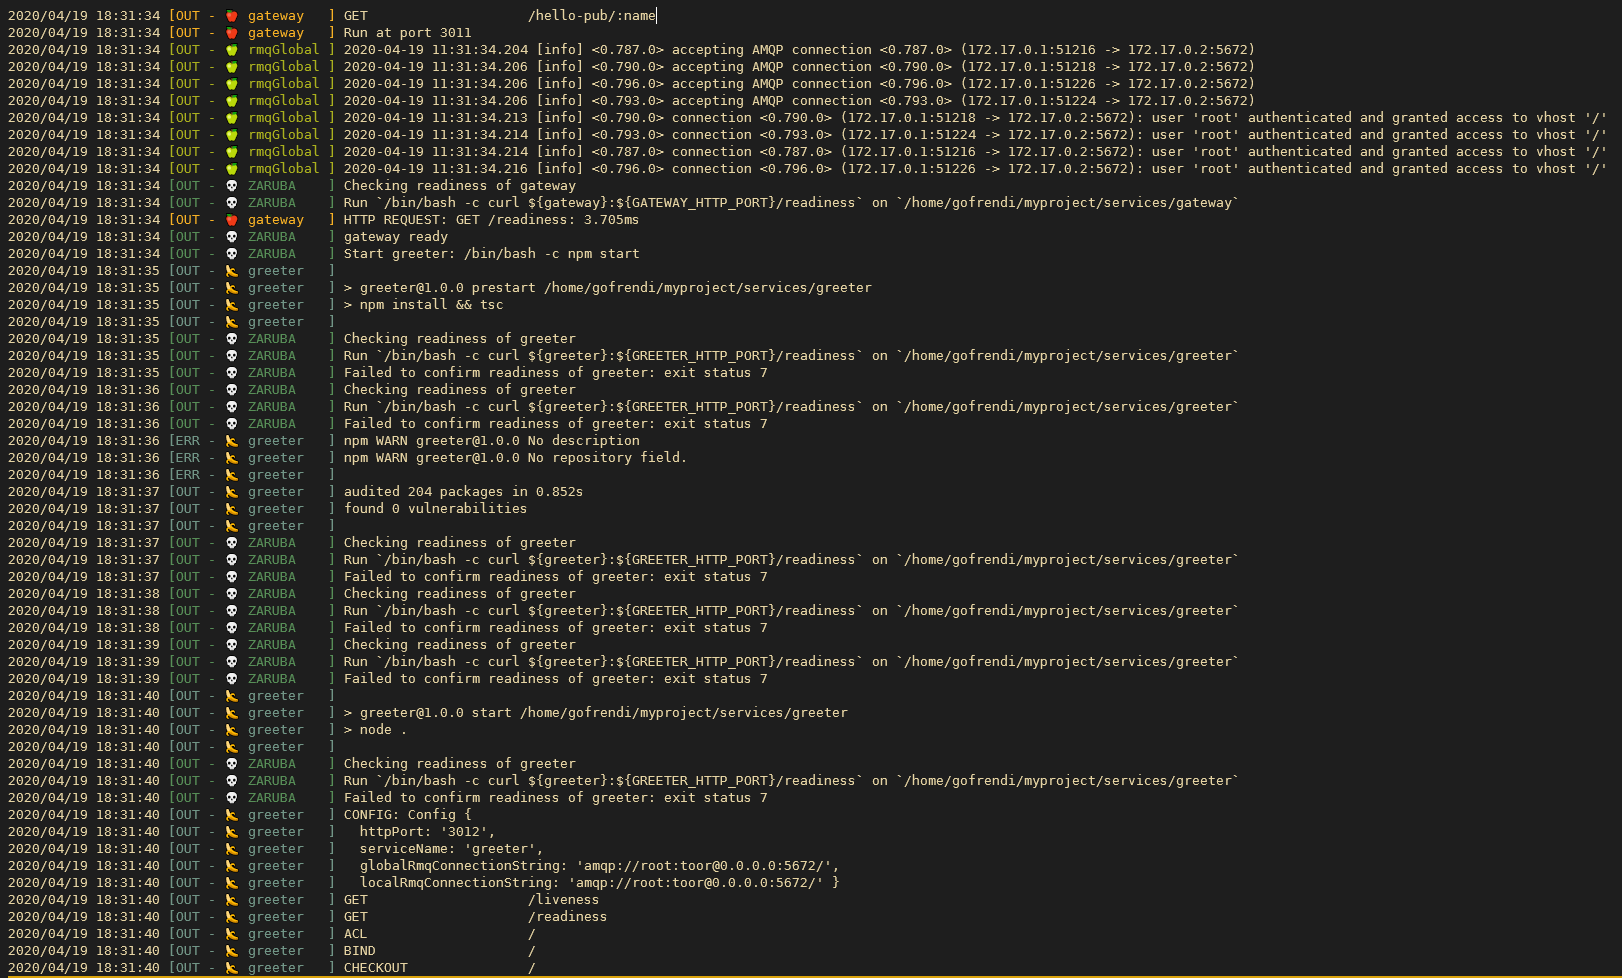 2020/04/19 18:31:34 [OUT - 🍎 gateway   ] GET                    /hello-pub/:name
2020/04/19 18:31:34 [OUT - 🍎 gateway   ] Run at port 3011
2020/04/19 18:31:34 [OUT - 🍏 rmqGlobal ] 2020-04-19 11:31:34.204 [info] <0.787.0> accepting AMQP connection <0.787.0> (172.17.0.1:51216 -> 172.17.0.2:5672)
2020/04/19 18:31:34 [OUT - 🍏 rmqGlobal ] 2020-04-19 11:31:34.206 [info] <0.790.0> accepting AMQP connection <0.790.0> (172.17.0.1:51218 -> 172.17.0.2:5672)
2020/04/19 18:31:34 [OUT - 🍏 rmqGlobal ] 2020-04-19 11:31:34.206 [info] <0.796.0> accepting AMQP connection <0.796.0> (172.17.0.1:51226 -> 172.17.0.2:5672)
2020/04/19 18:31:34 [OUT - 🍏 rmqGlobal ] 2020-04-19 11:31:34.206 [info] <0.793.0> accepting AMQP connection <0.793.0> (172.17.0.1:51224 -> 172.17.0.2:5672)
2020/04/19 18:31:34 [OUT - 🍏 rmqGlobal ] 2020-04-19 11:31:34.213 [info] <0.790.0> connection <0.790.0> (172.17.0.1:51218 -> 172.17.0.2:5672): user 'root' authenticated and granted access to vhost '/'
2020/04/19 18:31:34 [OUT - 🍏 rmqGlobal ] 2020-04-19 11:31:34.214 [info] <0.793.0> connection <0.793.0> (172.17.0.1:51224 -> 172.17.0.2:5672): user 'root' authenticated and granted access to vhost '/'
2020/04/19 18:31:34 [OUT - 🍏 rmqGlobal ] 2020-04-19 11:31:34.214 [info] <0.787.0> connection <0.787.0> (172.17.0.1:51216 -> 172.17.0.2:5672): user 'root' authenticated and granted access to vhost '/'
2020/04/19 18:31:34 [OUT - 🍏 rmqGlobal ] 2020-04-19 11:31:34.216 [info] <0.796.0> connection <0.796.0> (172.17.0.1:51226 -> 172.17.0.2:5672): user 'root' authenticated and granted access to vhost '/'
2020/04/19 18:31:34 [OUT - 💀 ZARUBA    ] Checking readiness of gateway
2020/04/19 18:31:34 [OUT - 💀 ZARUBA    ] Run `/bin/bash -c curl ${gateway}:${GATEWAY_HTTP_PORT}/readiness` on `/home/gofrendi/myproject/services/gateway`
2020/04/19 18:31:34 [OUT - 🍎 gateway   ] HTTP REQUEST: GET /readiness: 3.705ms
2020/04/19 18:31:34 [OUT - 💀 ZARUBA    ] gateway ready
2020/04/19 18:31:34 [OUT - 💀 ZARUBA    ] Start greeter: /bin/bash -c npm start
2020/04/19 18:31:35 [OUT - 🍌 greeter   ]
2020/04/19 18:31:35 [OUT - 🍌 greeter   ] > greeter@1.0.0 prestart /home/gofrendi/myproject/services/greeter
2020/04/19 18:31:35 [OUT - 🍌 greeter   ] > npm install && tsc
2020/04/19 18:31:35 [OUT - 🍌 greeter   ]
2020/04/19 18:31:35 [OUT - 💀 ZARUBA    ] Checking readiness of greeter
2020/04/19 18:31:35 [OUT - 💀 ZARUBA    ] Run `/bin/bash -c curl ${greeter}:${GREETER_HTTP_PORT}/readiness` on `/home/gofrendi/myproject/services/greeter`
2020/04/19 18:31:35 [OUT - 💀 ZARUBA    ] Failed to confirm readiness of greeter: exit status 7
2020/04/19 18:31:36 [OUT - 💀 ZARUBA    ] Checking readiness of greeter
2020/04/19 18:31:36 [OUT - 💀 ZARUBA    ] Run `/bin/bash -c curl ${greeter}:${GREETER_HTTP_PORT}/readiness` on `/home/gofrendi/myproject/services/greeter`
2020/04/19 18:31:36 [OUT - 💀 ZARUBA    ] Failed to confirm readiness of greeter: exit status 7
2020/04/19 18:31:36 [ERR - 🍌 greeter   ] npm WARN greeter@1.0.0 No description
2020/04/19 18:31:36 [ERR - 🍌 greeter   ] npm WARN greeter@1.0.0 No repository field.
2020/04/19 18:31:36 [ERR - 🍌 greeter   ]
2020/04/19 18:31:37 [OUT - 🍌 greeter   ] audited 204 packages in 0.852s
2020/04/19 18:31:37 [OUT - 🍌 greeter   ] found 0 vulnerabilities
2020/04/19 18:31:37 [OUT - 🍌 greeter   ]
2020/04/19 18:31:37 [OUT - 💀 ZARUBA    ] Checking readiness of greeter
2020/04/19 18:31:37 [OUT - 💀 ZARUBA    ] Run `/bin/bash -c curl ${greeter}:${GREETER_HTTP_PORT}/readiness` on `/home/gofrendi/myproject/services/greeter`
2020/04/19 18:31:37 [OUT - 💀 ZARUBA    ] Failed to confirm readiness of greeter: exit status 7
2020/04/19 18:31:38 [OUT - 💀 ZARUBA    ] Checking readiness of greeter
2020/04/19 18:31:38 [OUT - 💀 ZARUBA    ] Run `/bin/bash -c curl ${greeter}:${GREETER_HTTP_PORT}/readiness` on `/home/gofrendi/myproject/services/greeter`
2020/04/19 18:31:38 [OUT - 💀 ZARUBA    ] Failed to confirm readiness of greeter: exit status 7
2020/04/19 18:31:39 [OUT - 💀 ZARUBA    ] Checking readiness of greeter
2020/04/19 18:31:39 [OUT - 💀 ZARUBA    ] Run `/bin/bash -c curl ${greeter}:${GREETER_HTTP_PORT}/readiness` on `/home/gofrendi/myproject/services/greeter`
2020/04/19 18:31:39 [OUT - 💀 ZARUBA    ] Failed to confirm readiness of greeter: exit status 7
2020/04/19 18:31:40 [OUT - 🍌 greeter   ]
2020/04/19 18:31:40 [OUT - 🍌 greeter   ] > greeter@1.0.0 start /home/gofrendi/myproject/services/greeter
2020/04/19 18:31:40 [OUT - 🍌 greeter   ] > node .
2020/04/19 18:31:40 [OUT - 🍌 greeter   ]
2020/04/19 18:31:40 [OUT - 💀 ZARUBA    ] Checking readiness of greeter
2020/04/19 18:31:40 [OUT - 💀 ZARUBA    ] Run `/bin/bash -c curl ${greeter}:${GREETER_HTTP_PORT}/readiness` on `/home/gofrendi/myproject/services/greeter`
2020/04/19 18:31:40 [OUT - 💀 ZARUBA    ] Failed to confirm readiness of greeter: exit status 7
2020/04/19 18:31:40 [OUT - 🍌 greeter   ] CONFIG: Config {
2020/04/19 18:31:40 [OUT - 🍌 greeter   ]   httpPort: '3012',
2020/04/19 18:31:40 [OUT - 🍌 greeter   ]   serviceName: 'greeter',
2020/04/19 18:31:40 [OUT - 🍌 greeter   ]   globalRmqConnectionString: 'amqp://root:toor@0.0.0.0:5672/',
2020/04/19 18:31:40 [OUT - 🍌 greeter   ]   localRmqConnectionString: 'amqp://root:toor@0.0.0.0:5672/' }
2020/04/19 18:31:40 [OUT - 🍌 greeter   ] GET                    /liveness
2020/04/19 18:31:40 [OUT - 🍌 greeter   ] GET                    /readiness
2020/04/19 18:31:40 [OUT - 🍌 greeter   ] ACL                    /
2020/04/19 18:31:40 [OUT - 🍌 greeter   ] BIND                   /
2020/04/19 18:31:40 [OUT - 🍌 greeter   ] CHECKOUT               /